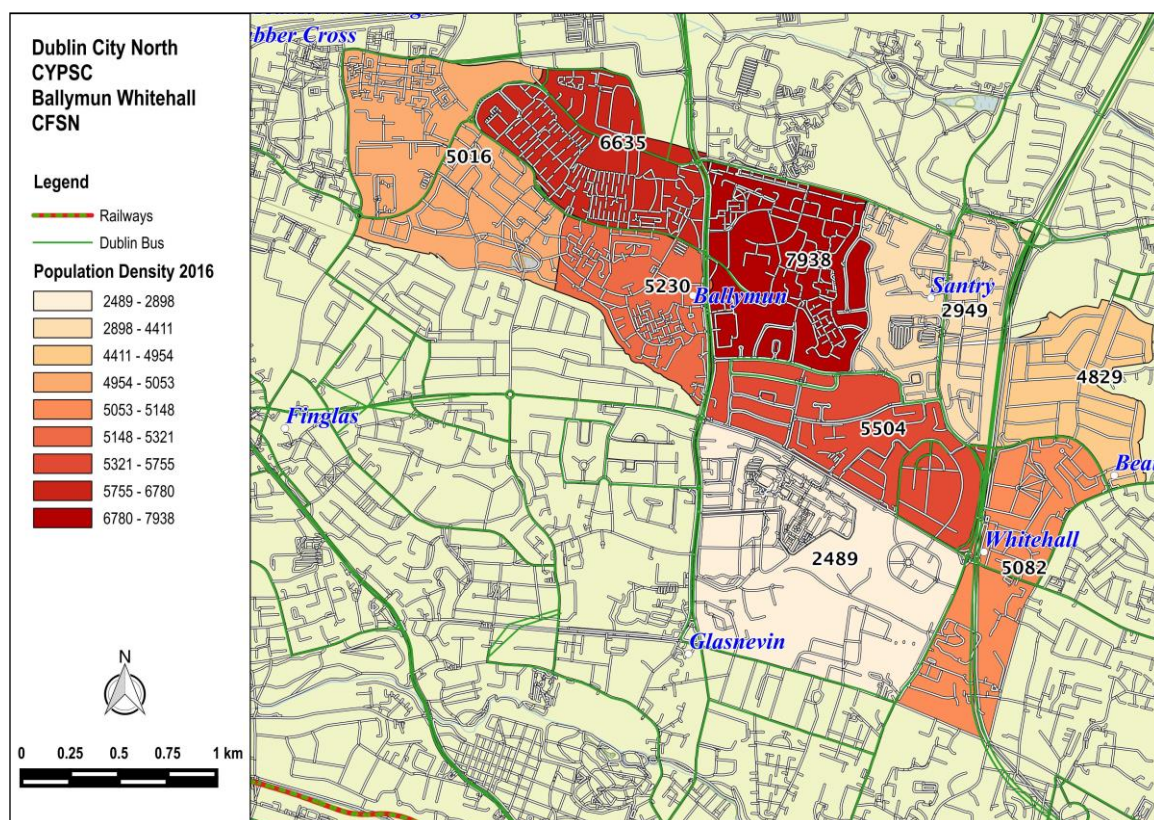 Dublin City North
CYPSC
Ballymun Whitehall
CFSN
Legend
Railways
Dublin Bus
Population Density 2016
2489 - 2898
2898 - 4411
4411 - 4954
4954 - 5053
5053 - 5148
5148 - 5321
5321 - 5755
5755 - 6780
6780 - 7938
N
0 0.25 0.5 0.75 1 km
bber Cross
6635
5016
7938
5230
Ballymun
Santry
2949
4829
Finglas
5504
Bea
Whitehall
2489
5082
Glasnevin